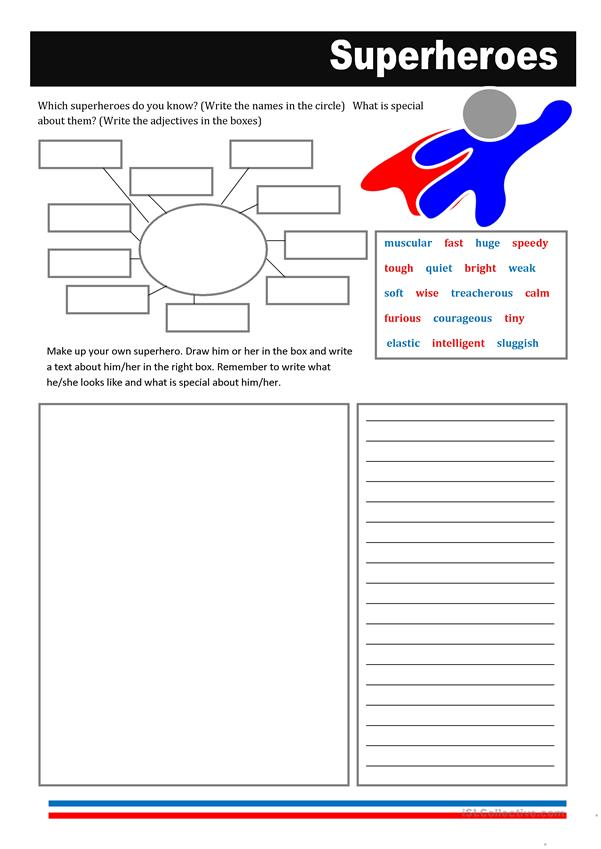 Superheroes
Which superheroes do you know? (Write the names in the circle) What is special
about them? (Write the adjectives in the boxes)
muscular fast huge speedy
tough quiet bright weak
soft wise treacherous calm
furious courageous tiny
elastic intelligent sluggish
Make up your own superhero. Draw him or her in the box and write
a text about him/her in the right box. Remember to write what
he/she looks like and what is special about him/her.
iSLCollective.com